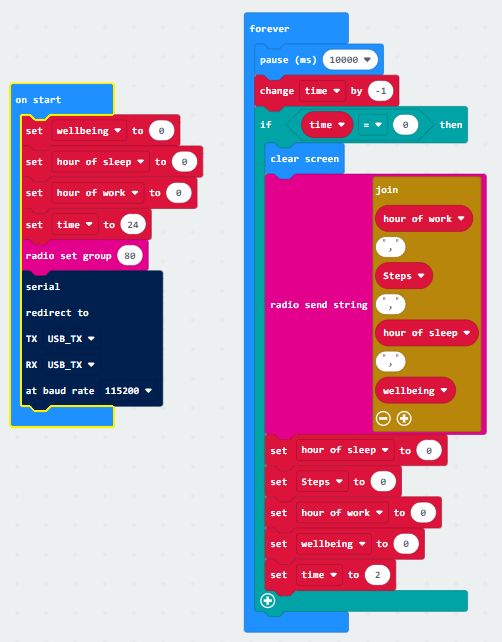 on start
set wellbeing to 0
set hour of sleep to 0
set hour of work to 0
set time to 24
radio set group 80
serial
redirect to
TX USB_TX
RX USB_TX
at baud rate 115200
forever
pause (ms) 10000
change time by -1
if time = 0 then
clear screen
radio send string
join
hour of work
","
Steps
","
hour of sleep
","
wellbeing
set hour of sleep to 0
set Steps to 0
set hour of work to 0
set wellbeing to 0
set time to 2